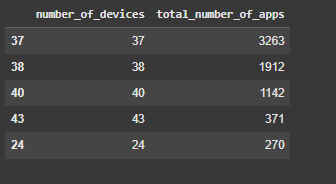 number_of_devices total_number_of_apps
37 37 3263
38 38 1912
40 40 1142
43 43 371
24 24 270